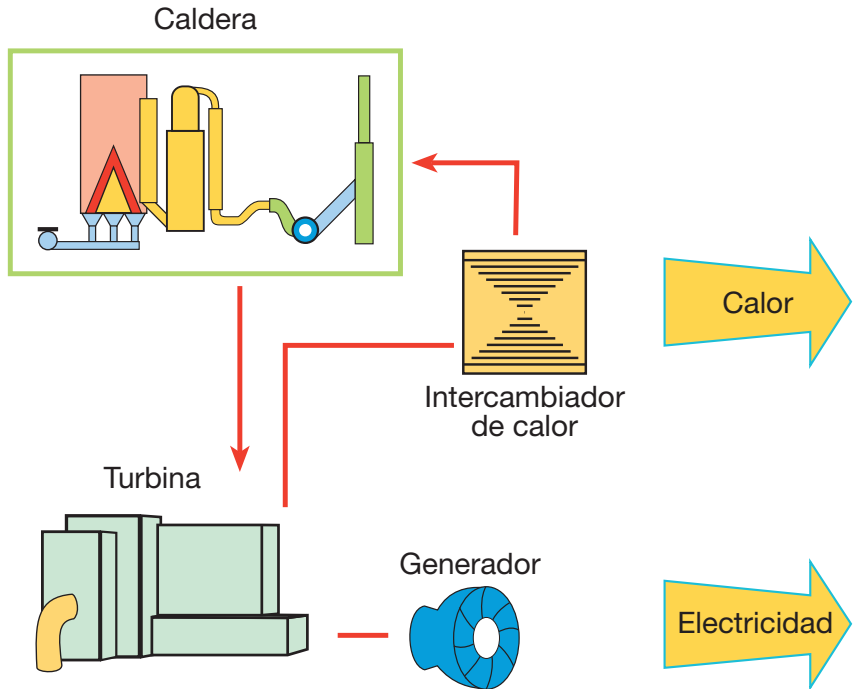 Caldera
Calor
Intercambiador
de calor
Turbina
Generador
Electricidad